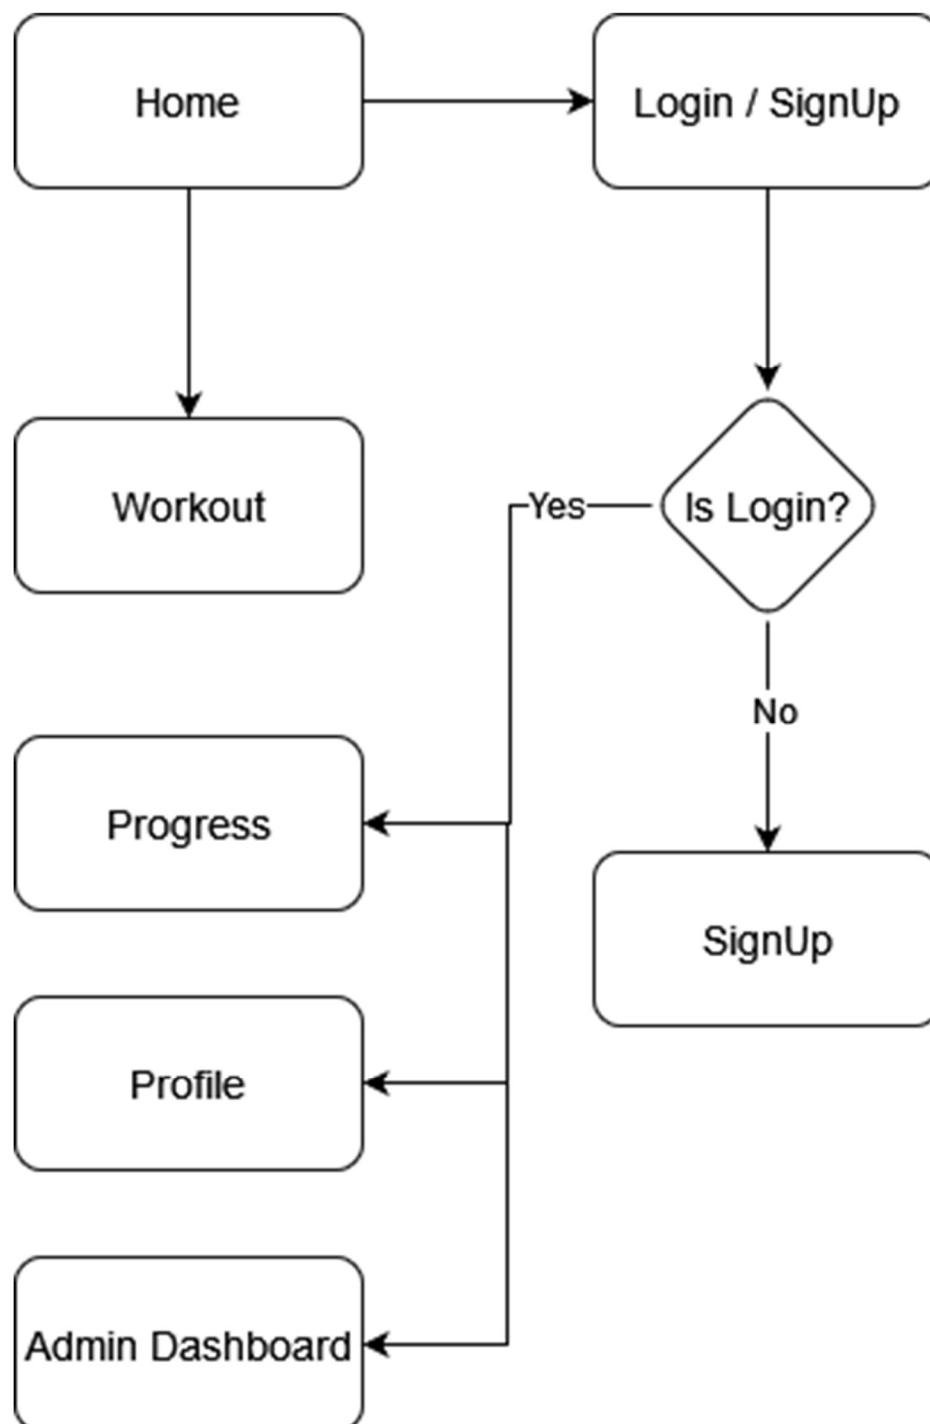 Home
Login / SignUp
Workout
Yes
Is Login?
No
Progress
SignUp
Profile
Admin Dashboard